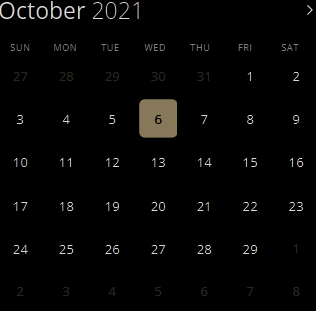 October 2021
SUN MON TUE WED THU FRI SAT
27 28 29 30 31 1 2
3 4 5 6 7 8 9
10 11 12 13 14 15 16
17 18 19 20 21 22 23
24 25 26 27 28 29 1
2 3 4 5 6 7 8